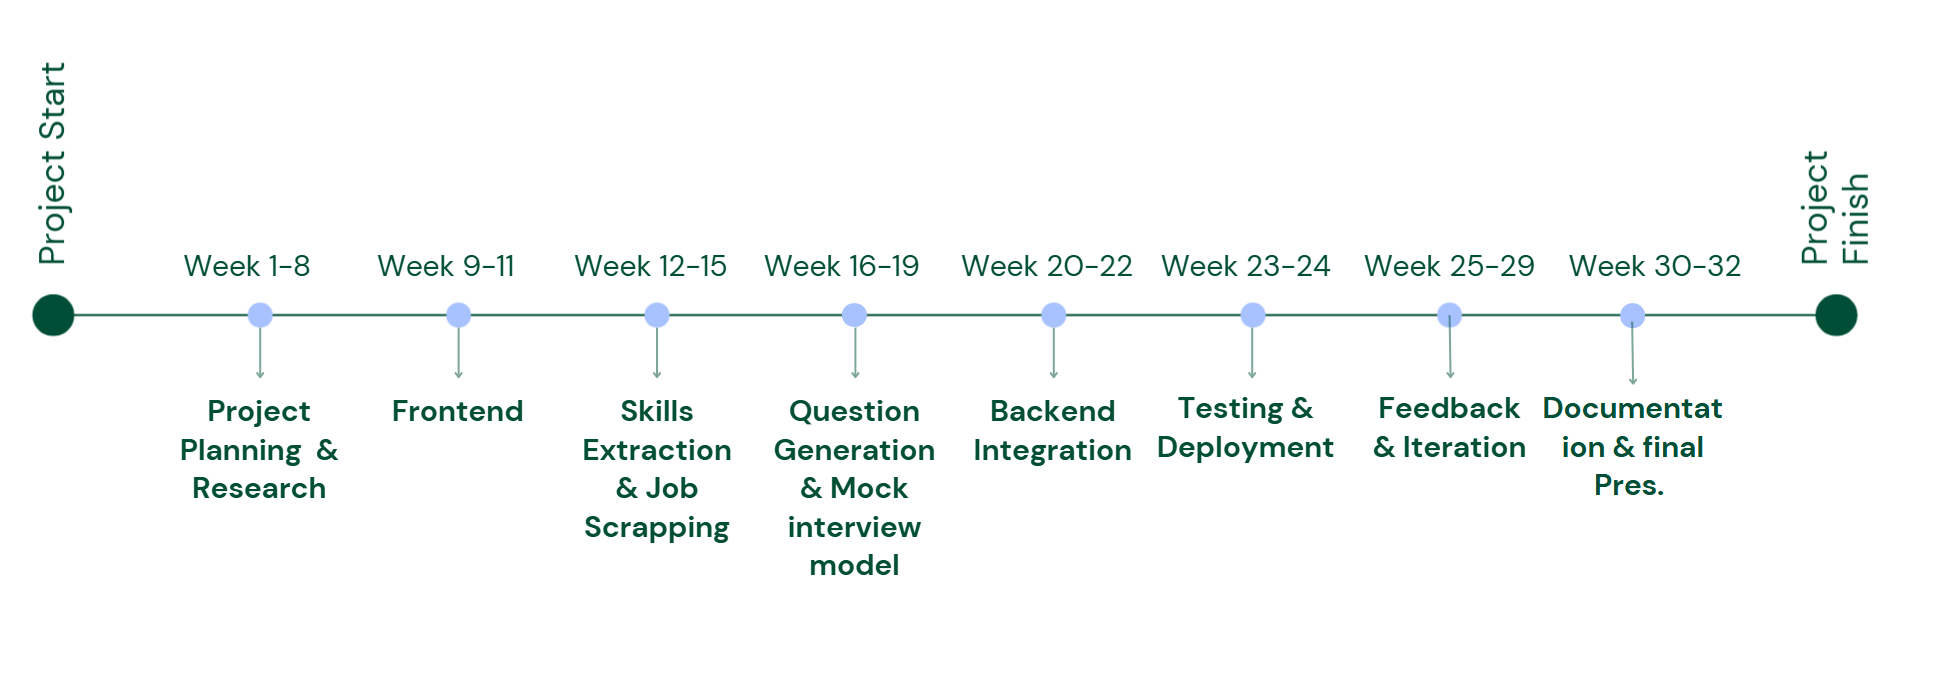 Project Start
Project
Finish
Week 1-8
Week 9-11
Week 12-15
Week 16-19
Week 20-22
Week 23-24
Week 25-29
Week 30-32
Project
Planning &
Research
Frontend
Skills
Extraction
& Job
Scrapping
Question
Generation
& Mock
interview
model
Backend
Integration
Testing &
Deployment
Feedback
& Iteration
Documentat
ion & final
Pres.